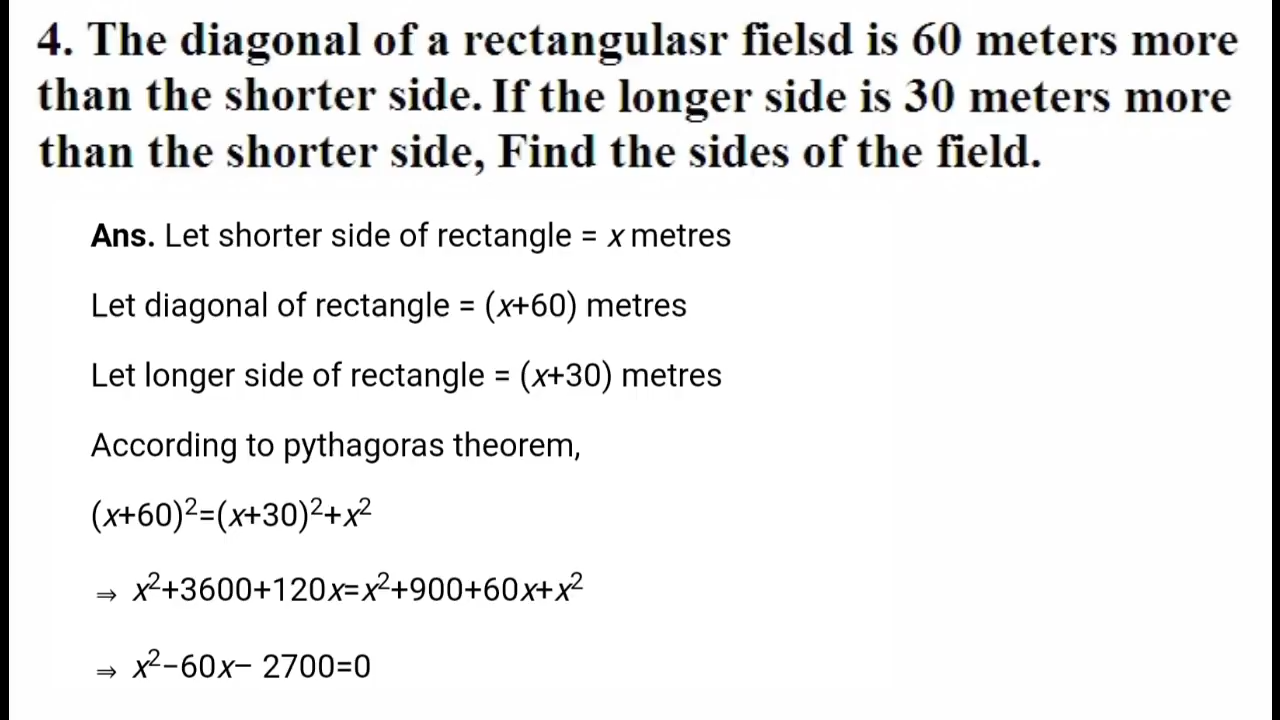 4. The diagonal of a rectangulasr fielsd is 60 meters more
than the shorter side. If the longer side is 30 meters more
than the shorter side, Find the sides of the field.
Ans. Let shorter side of rectangle = x metres
Let diagonal of rectangle = (x+60) metres
Let longer side of rectangle = (x+30) metres
According to pythagoras theorem,
(x+60)²=(x+30)²+x²
⇒ x²+3600+120x=x²+900+60x+x²
⇒ x²−60x− 2700=0